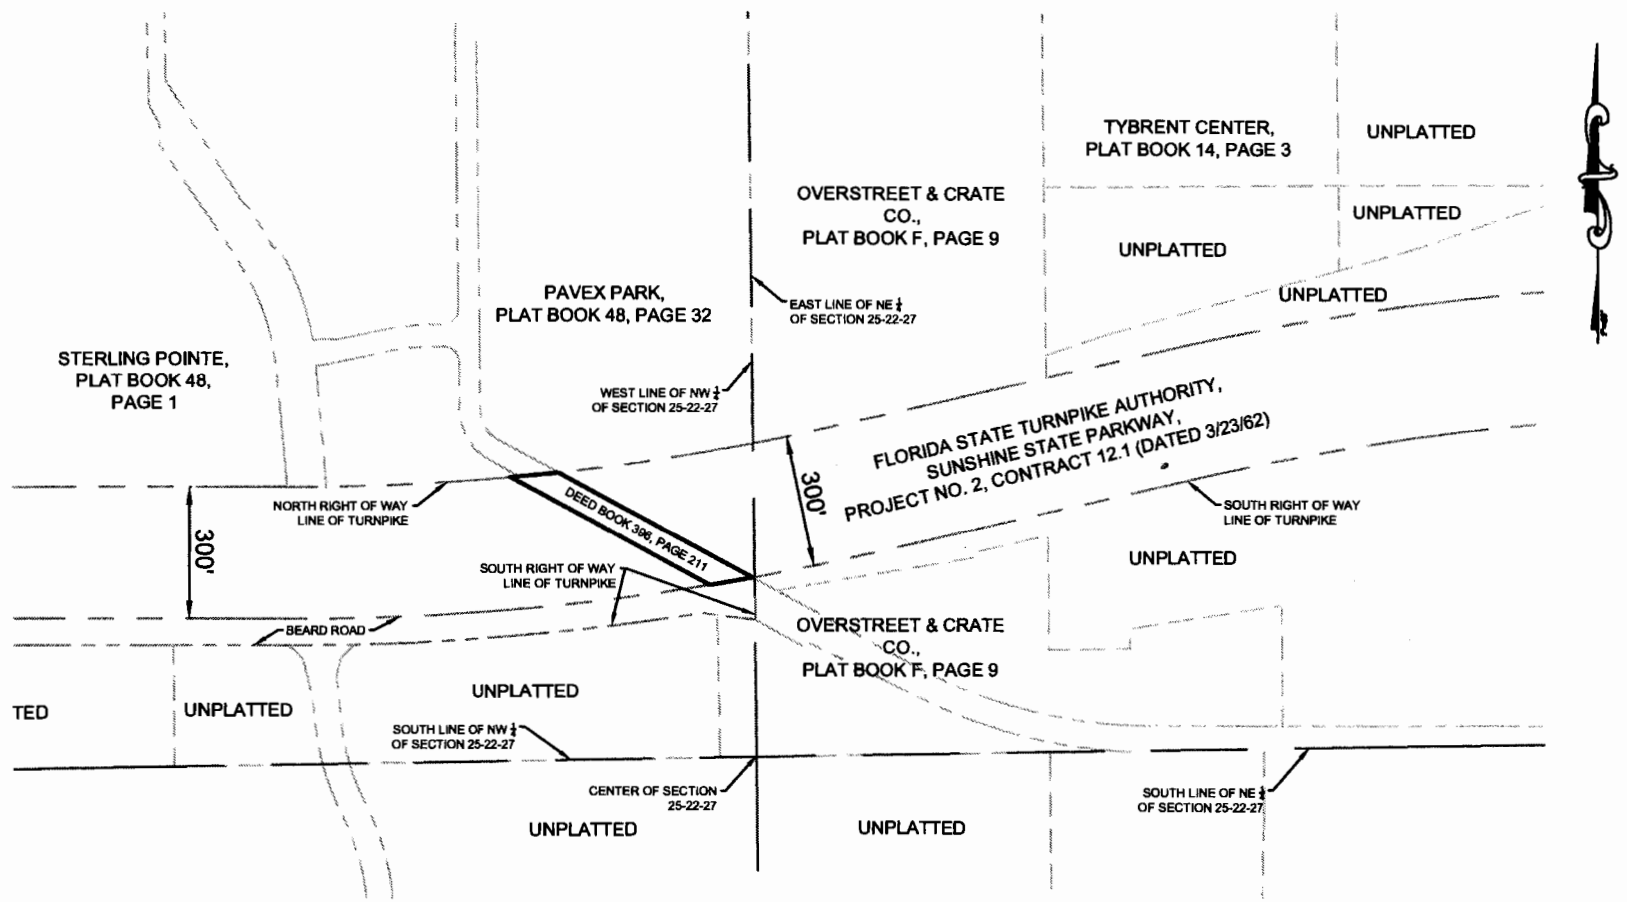 TYBRENT CENTER,
PLAT BOOK 14, PAGE 3
UNPLATTED
OVERSTREET & CRATE
CO.,
PLAT BOOK F, PAGE 9
UNPLATTED
UNPLATTED
UNPLATTED
PAVEX PARK,
PLAT BOOK 48, PAGE 32
EAST LINE OF NE ¼
OF SECTION 25-22-27
STERLING POINTE,
PLAT BOOK 48,
PAGE 1
WEST LINE OF NW ¼
OF SECTION 25-22-27
FLORIDA STATE TURNPIKE AUTHORITY,
SUNSHINE STATE PARKWAY,
PROJECT NO. 2, CONTRACT 12.1 (DATED 3/23/62)
300'
NORTH RIGHT OF WAY
LINE OF TURNPIKE
DEED BOOK 396, PAGE 211
SOUTH RIGHT OF WAY
LINE OF TURNPIKE
300'
SOUTH RIGHT OF WAY
LINE OF TURNPIKE
UNPLATTED
BEARD ROAD
OVERSTREET & CRATE
CO.,
PLAT BOOK F, PAGE 9
TED
UNPLATTED
UNPLATTED
SOUTH LINE OF NW ¼
OF SECTION 25-22-27
CENTER OF SECTION
25-22-27
SOUTH LINE OF NE ¼
OF SECTION 25-22-27
UNPLATTED
UNPLATTED